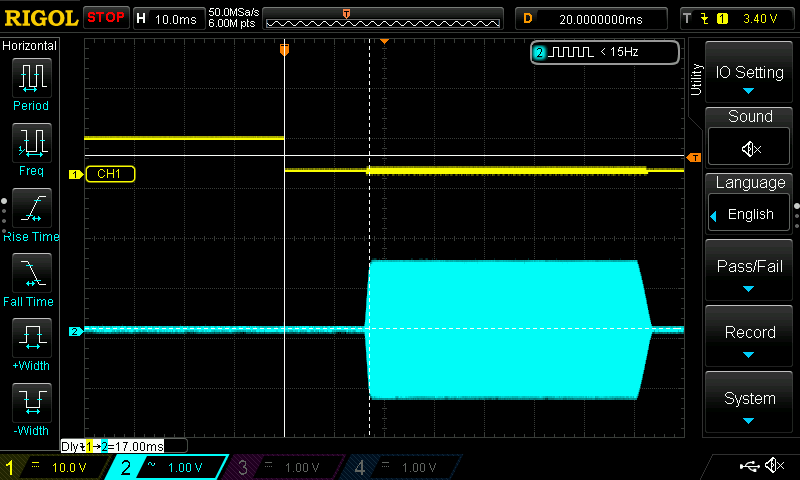 RIGOL STOP H 10.0ms 50.0MSa/s 6.00M pts T D 20.0000000ms T 1 3.40 V
Horizontal
2 < 15Hz
Period
Freq
Rise Time
Fall Time
+Width
-Width
1 CH1
T
2
Dly 1→2=17.00ms
Utility
IO Setting
Sound
Language
English
Pass/Fail
Record
System
1 = 10.0 V 2 ~ 1.00 V 3 = 1.00 V 4 = 1.00 V